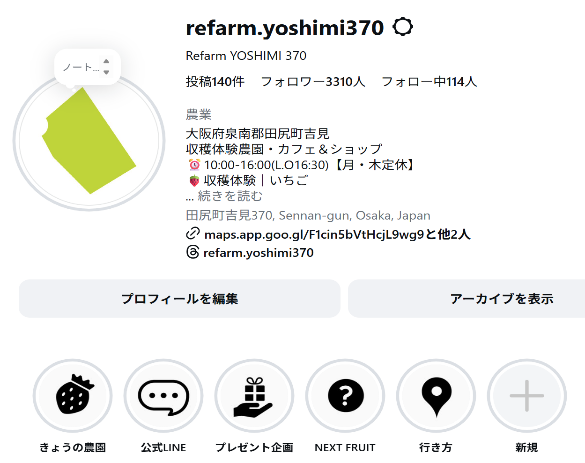 refarm.yoshimi370
Refarm YOSHIMI 370
ノート...
投稿140件 フォロワー3310人 フォロー中114人
農業
大阪府泉南郡田尻町吉見
収穫体験農園・カフェ＆ショップ
⏰10:00-16:00(L.O16:30)【月・木定休】
🍓収穫体験｜いちご
... 続きを読む
田尻町吉見370, Sennan-gun, Osaka, Japan
maps.app.goo.gl/F1cin5bVtHcjL9wg9と他2人
refarm.yoshimi370
プロフィールを編集 アーカイブを表示
きょうの農園 公式LINE プレゼント企画 NEXT FRUIT 行き方 新規